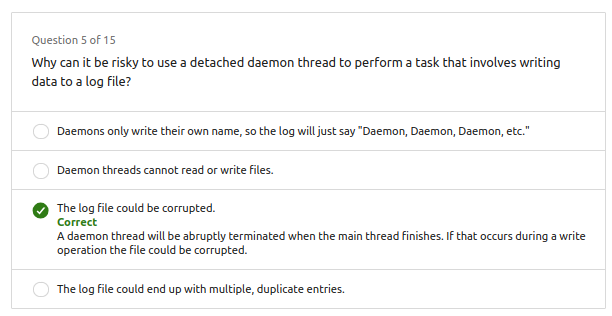 Question 5 of 15
Why can it be risky to use a detached daemon thread to perform a task that involves writing
data to a log file?
Daemons only write their own name, so the log will just say "Daemon, Daemon, Daemon, etc."
Daemon threads cannot read or write files.
The log file could be corrupted.
Correct
A daemon thread will be abruptly terminated when the main thread finishes. If that occurs during a write
operation the file could be corrupted.
The log file could end up with multiple, duplicate entries.